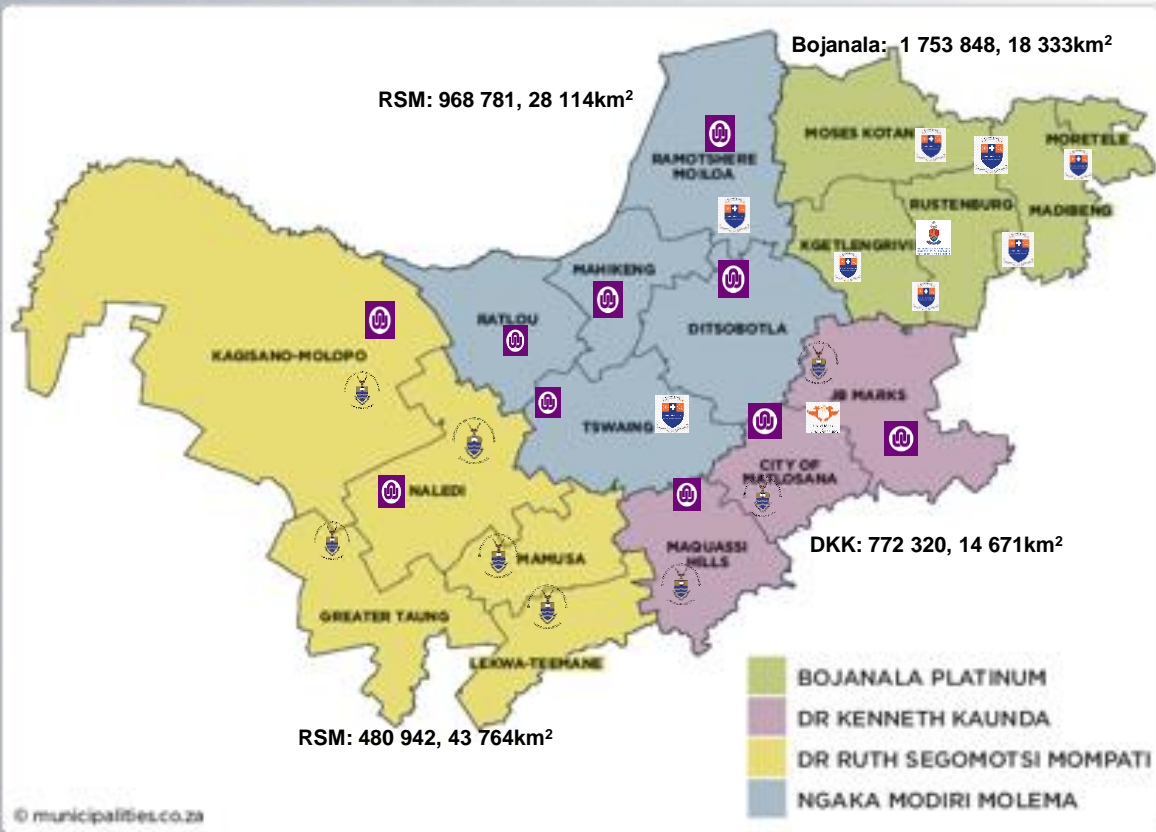 Bojanala: 1 753 848, 18 333km²
RSM: 968 781, 28 114km²
MOSES KOTAN
MORETELE
RAMOTSHERE
MOILOA
RUSTENBURG
MADIBENG
KGETLENGRIVI
MAHIKENG
RATLOU
DITSOBOTLA
KAGISANO-MOLOPO
JB MARKS
TSWAING
CITY OF
MATLOSANA
NALEDI
DKK: 772 320, 14 671km²
MAQUASSI
HILLS
MAMUSA
GREATER TAUNG
LEKWA-TEEMANE
BOJANALA PLATINUM
DR KENNETH KAUNDA
DR RUTH SEGOMOTSI MOMPATI
NGAKA MODIRI MOLEMA
RSM: 480 942, 43 764km²
© municipalities.co.za